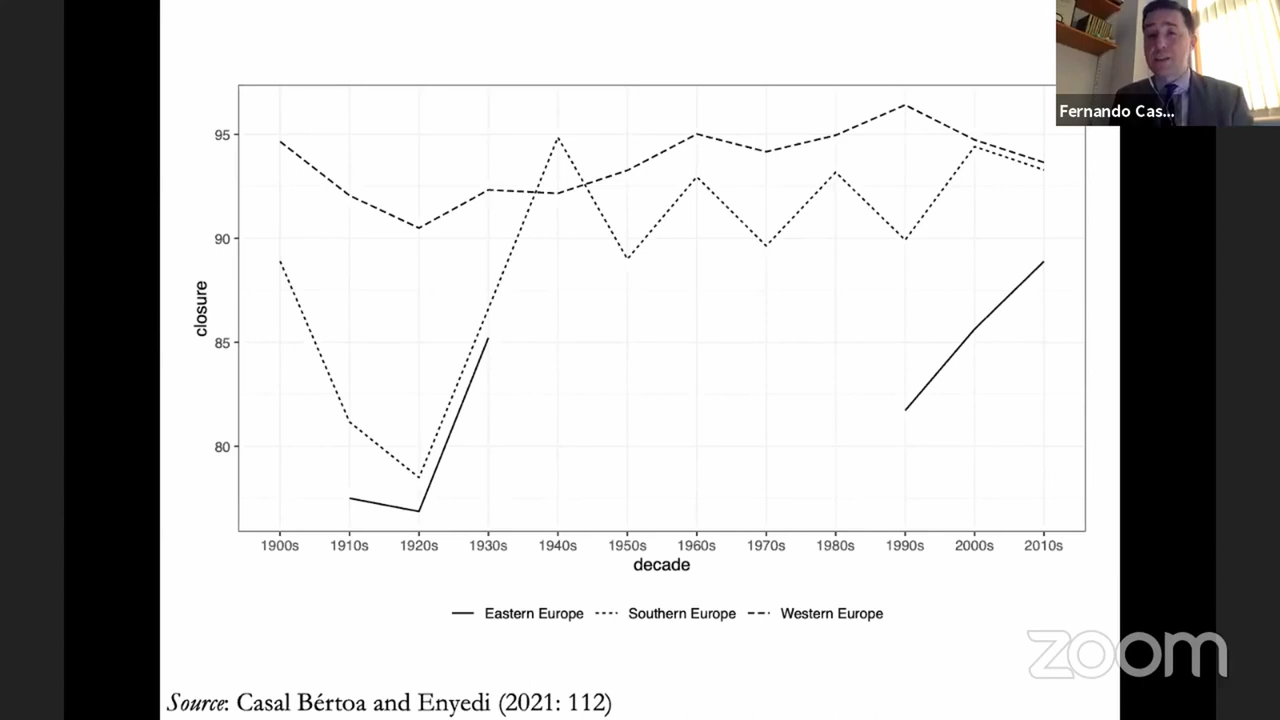 Fernando Cas...
95
90
85
80
closure
1900s 1910s 1920s 1930s 1940s 1950s 1960s 1970s 1980s 1990s 2000s 2010s
decade
Eastern Europe Southern Europe Western Europe
zoom
Source: Casal Bértoa and Enyedi (2021: 112)